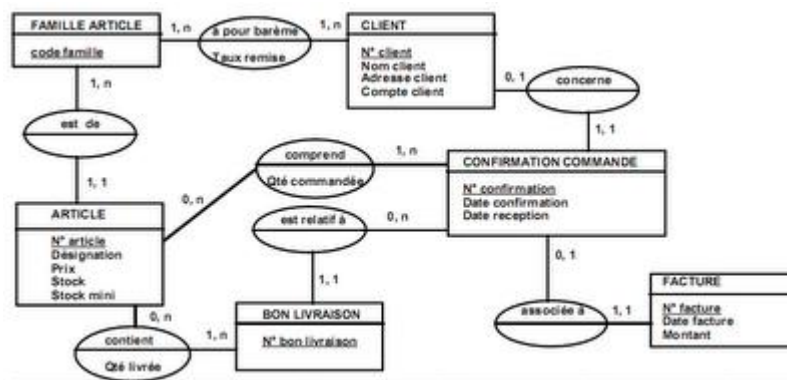 FAMILLE ARTICLE
code famille
1, n
à pour barème
Taux remise
1, n
CLIENT
N° client
Nom client
Adresse client
Compte client
0, 1
concerne
1, 1
1, n
est de
1, 1
comprend
Qté commandée
1, n
0, n
CONFIRMATION COMMANDE
N° confirmation
Date confirmation
Date reception
ARTICLE
N° article
Désignation
Prix
Stock
Stock mini
est relatif à
0, n
1, 1
0, 1
BON LIVRAISON
N° bon livraison
0, n
contient
Qté livrée
1, n
associée à
1, 1
FACTURE
N° facture
Date facture
Montant